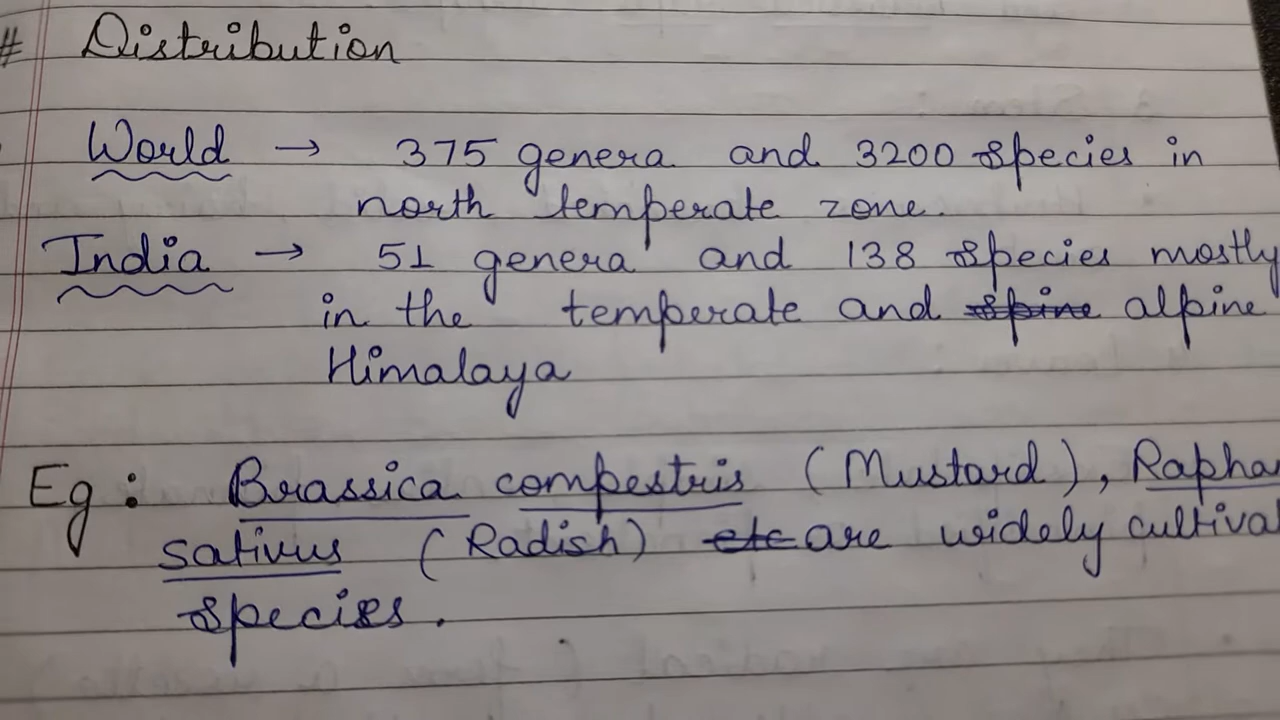 # Distribution
World → 375 genera and 3200 species in
north temperate zone.
India → 51 genera and 138 species mostly
in the temperate and spine alpine
Himalaya
Eg: Brassica compestris (Mustard), Rapha
sativus (Radish) etc are widely cultiva
species.